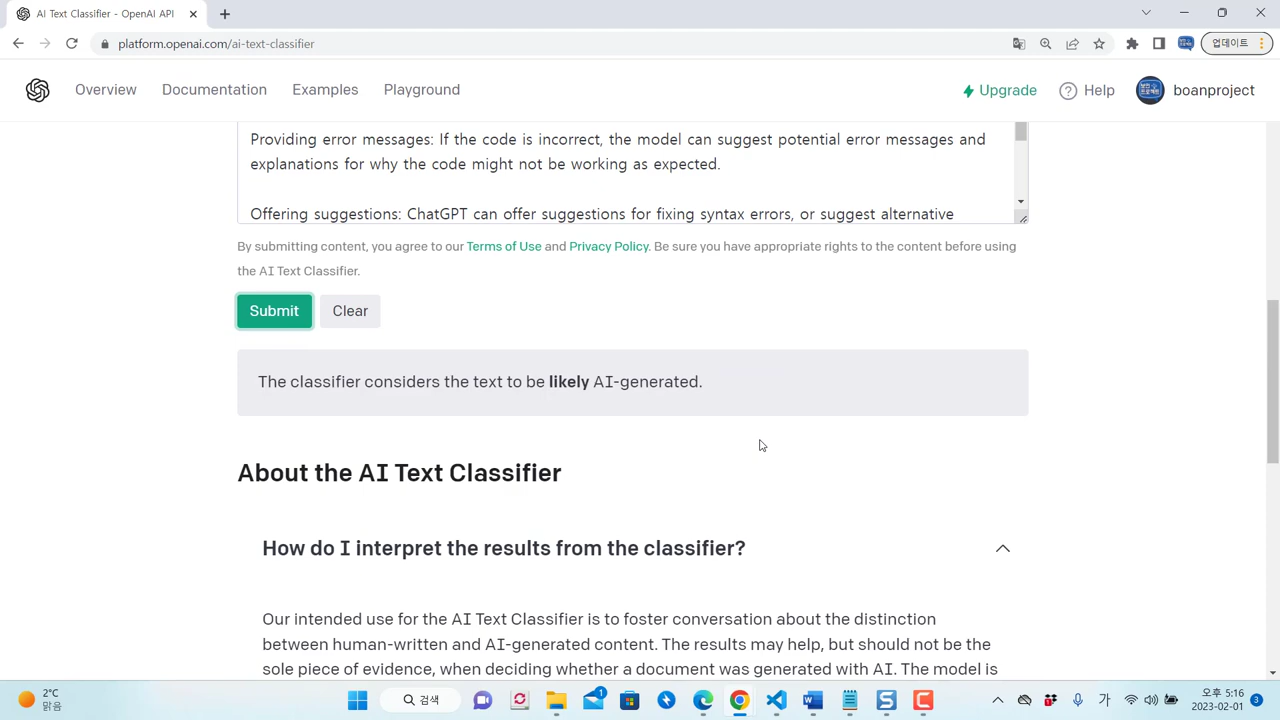 AI Text Classifier - OpenAI API
platform.openai.com/ai-text-classifier
업데이트
Overview Documentation Examples Playground Upgrade Help boanproject
Providing error messages: If the code is incorrect, the model can suggest potential error messages and
explanations for why the code might not be working as expected.
Offering suggestions: ChatGPT can offer suggestions for fixing syntax errors, or suggest alternative
By submitting content, you agree to our Terms of Use and Privacy Policy. Be sure you have appropriate rights to the content before using
the AI Text Classifier.
Submit Clear
The classifier considers the text to be likely AI-generated.
About the AI Text Classifier
How do I interpret the results from the classifier?
Our intended use for the AI Text Classifier is to foster conversation about the distinction
between human-written and AI-generated content. The results may help, but should not be the
sole piece of evidence, when deciding whether a document was generated with AI. The model is
2°C
맑음
검색
1
가
오후 5:16
2023-02-01
3